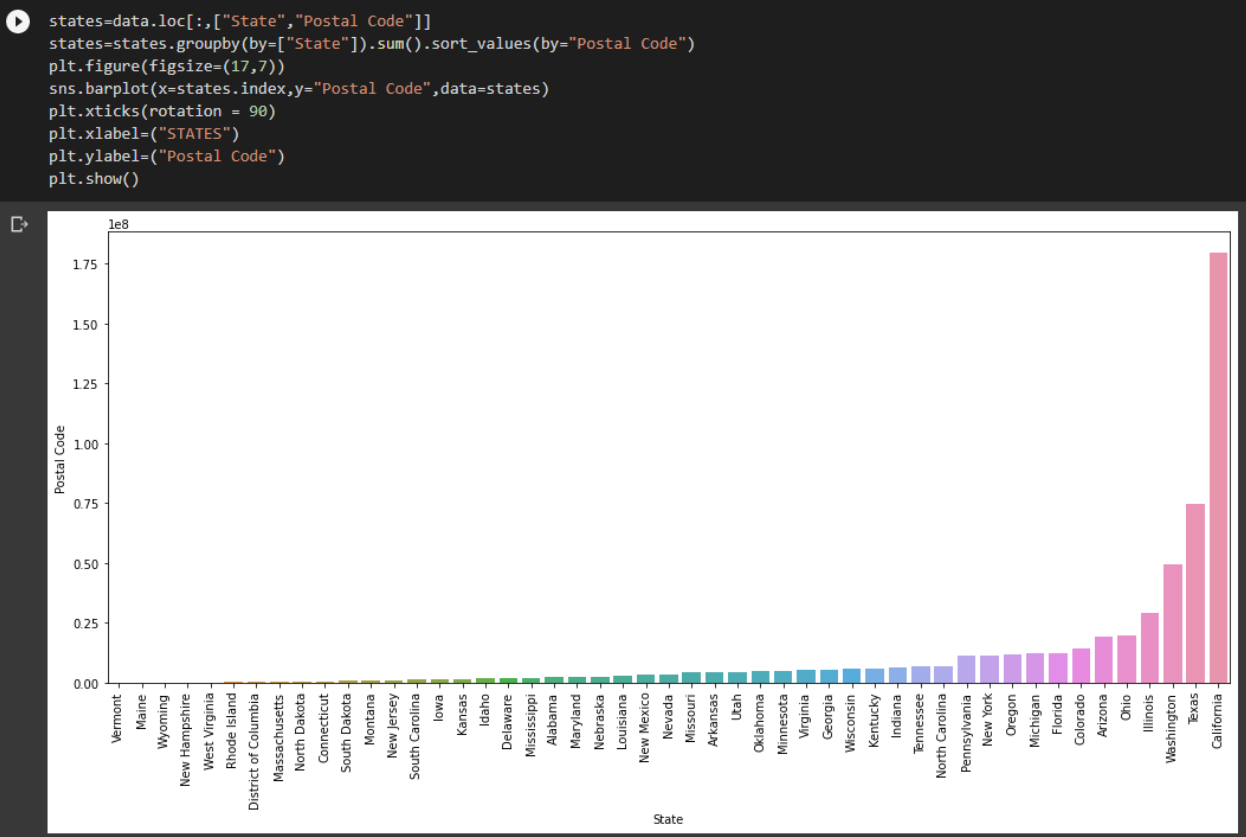 states=data.loc[:,["State","Postal Code"]]
states=states.groupby(by=["State"]).sum().sort_values(by="Postal Code")
plt.figure(figsize=(17,7))
sns.barplot(x=states.index,y="Postal Code",data=states)
plt.xticks(rotation = 90)
plt.xlabel=("STATES")
plt.ylabel=("Postal Code")
plt.show()
1e8
1.75
1.50
1.25
1.00
0.75
0.50
0.25
0.00
Postal Code
Vermont
Maine
Wyoming
New Hampshire
West Virginia
Rhode Island
District of Columbia
Massachusetts
North Dakota
Connecticut
South Dakota
Montana
New Jersey
South Carolina
Iowa
Kansas
Idaho
Delaware
Mississippi
Alabama
Maryland
Nebraska
Louisiana
New Mexico
Nevada
Missouri
Arkansas
Utah
Oklahoma
Minnesota
Virginia
Georgia
Wisconsin
Kentucky
Indiana
Tennessee
North Carolina
Pennsylvania
New York
Oregon
Michigan
Florida
Colorado
Arizona
Ohio
Illinois
Washington
Texas
California
State